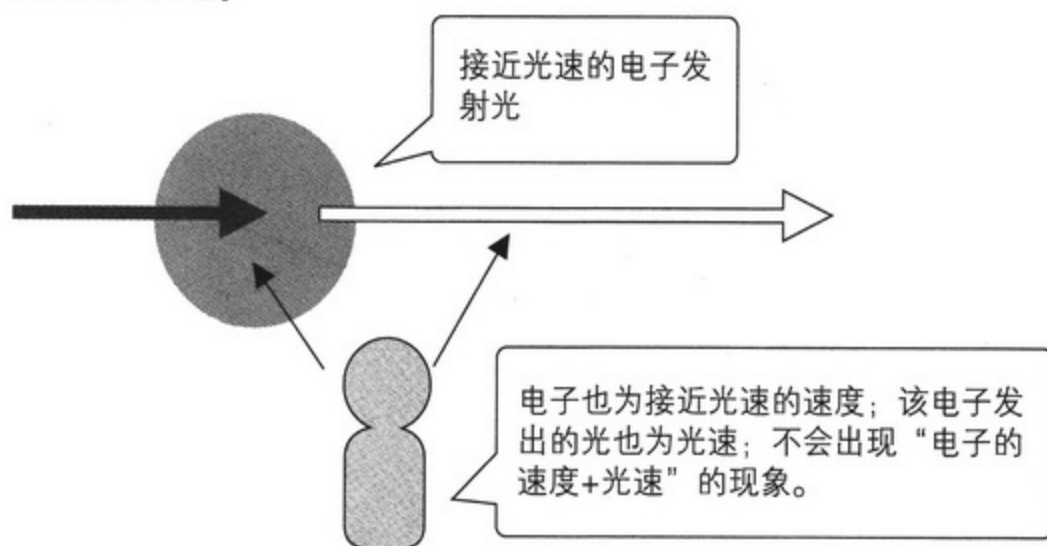 接近光速的电子发
射光
电子也为接近光速的速度；该电子发
出的光也为光速；不会出现“电子的
速度+光速”的现象。